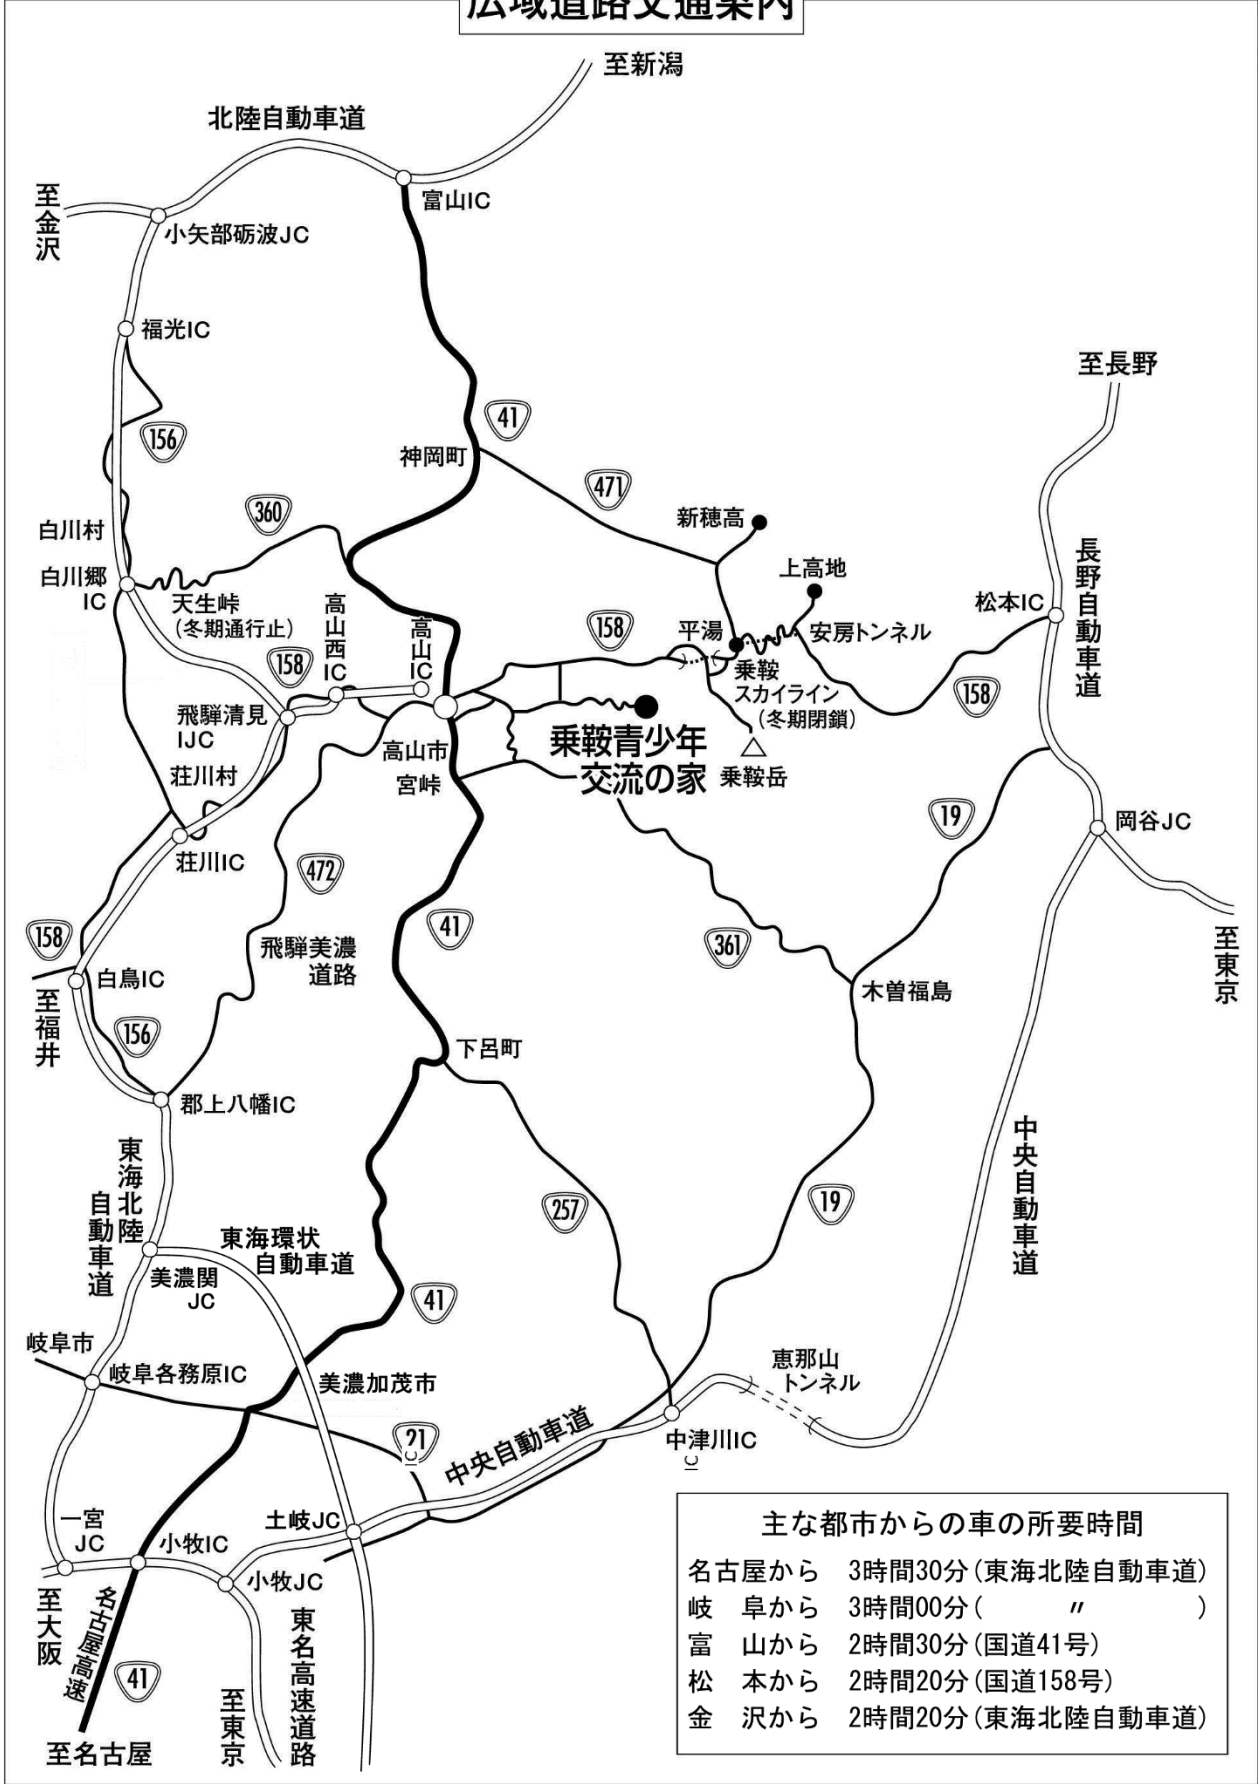 広域道路交通案内
至新潟
北陸自動車道
至金沢
富山IC
小矢部砺波JC
福光IC
至長野
156
41
神岡町
471
360
新穂高
白川村
上高地
長野自動車道
白川郷
IC
天生峠
(冬期通行止)
高山西IC
高山IC
松本IC
158
平湯
安房トンネル
158
乗鞍
スカイライン
(冬期閉鎖)
158
飛騨清見
IJC
高山市
乗鞍青少年
交流の家
乗鞍岳
荘川村
宮峠
19
岡谷JC
荘川IC
472
158
41
飛騨美濃
道路
361
至東京
白鳥IC
木曽福島
至福井
156
下呂町
郡上八幡IC
東海北陸
自動車道
中央自動車道
257
19
東海環状
自動車道
美濃関
JC
41
岐阜市
岐阜各務原IC
美濃加茂市
恵那山
トンネル
21
IC
中央自動車道
中津川IC
IC
一宮
JC
小牧IC
土岐JC
小牧JC
至大阪
名古屋高速
41
至東京
東名高速道路
至名古屋
主な都市からの車の所要時間
名古屋から 3時間30分(東海北陸自動車道)
岐 阜から 3時間00分( 〃 )
富 山から 2時間30分(国道41号)
松 本から 2時間20分(国道158号)
金 沢から 2時間20分(東海北陸自動車道)